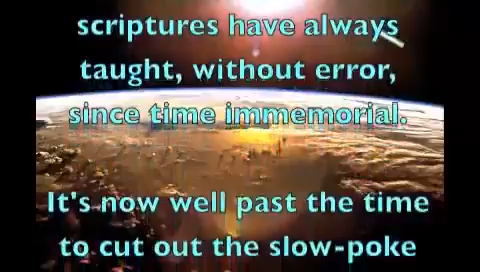 scriptures have always
taught, without error,
since time immemorial.
It's now well past the time
to cut out the slow-poke